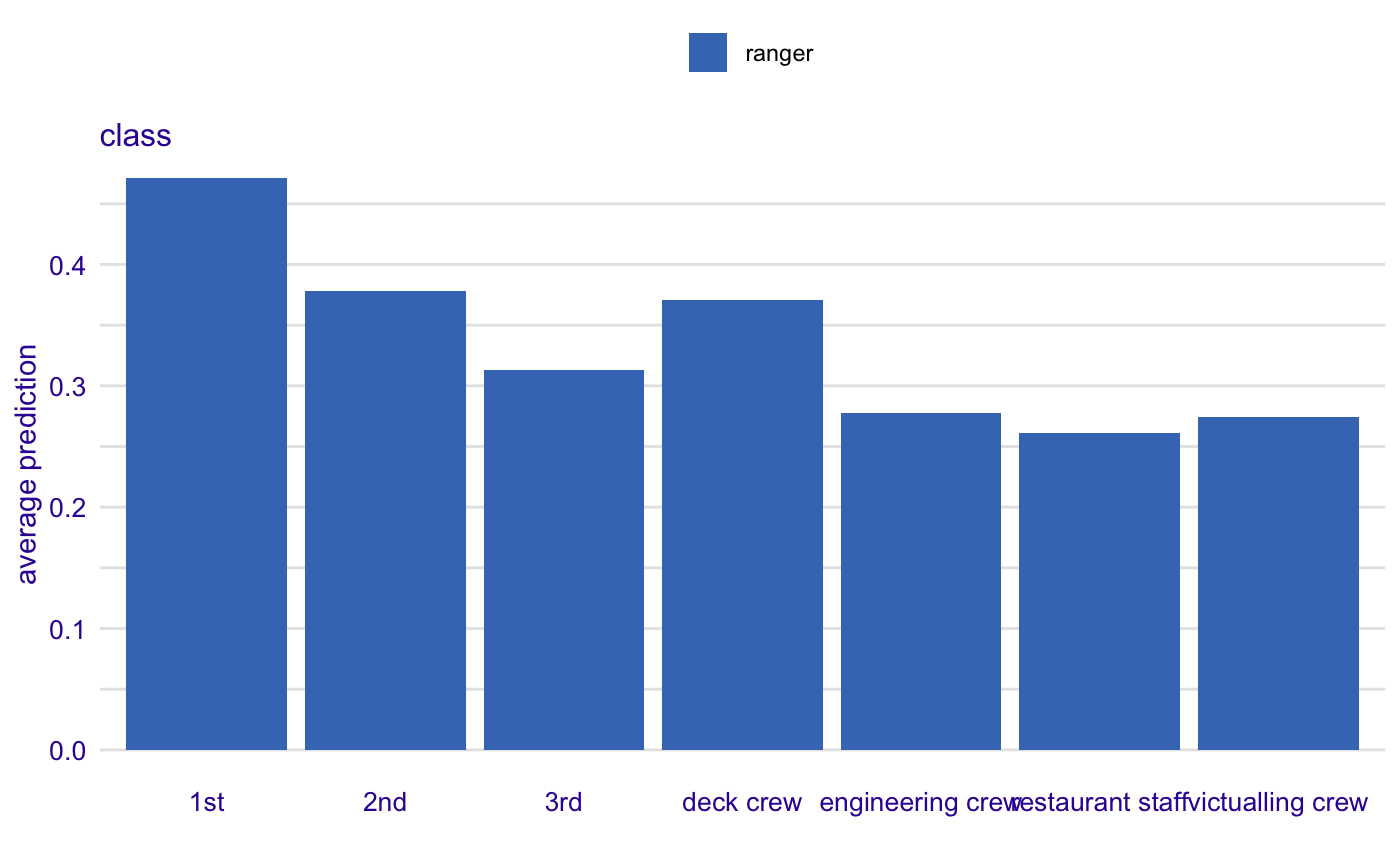 ranger
class
average prediction
0.4
0.3
0.2
0.1
0.0
1st 2nd 3rd deck crew engineering crew restaurant staff victualling crew